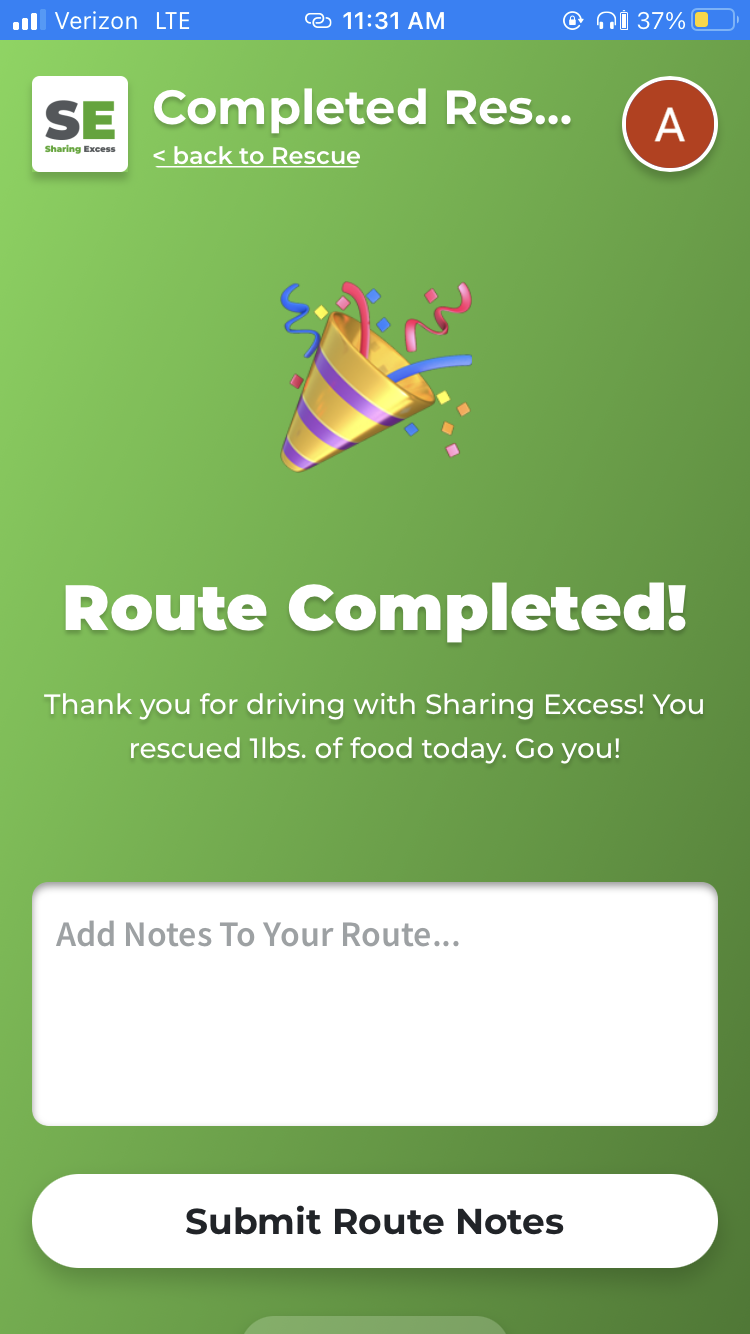 Verizon LTE 11:31 AM 37%
SE
Sharing Excess
Completed Res...
< back to Rescue
A
Route Completed!
Thank you for driving with Sharing Excess! You
rescued 1lbs. of food today. Go you!
Add Notes To Your Route...
Submit Route Notes